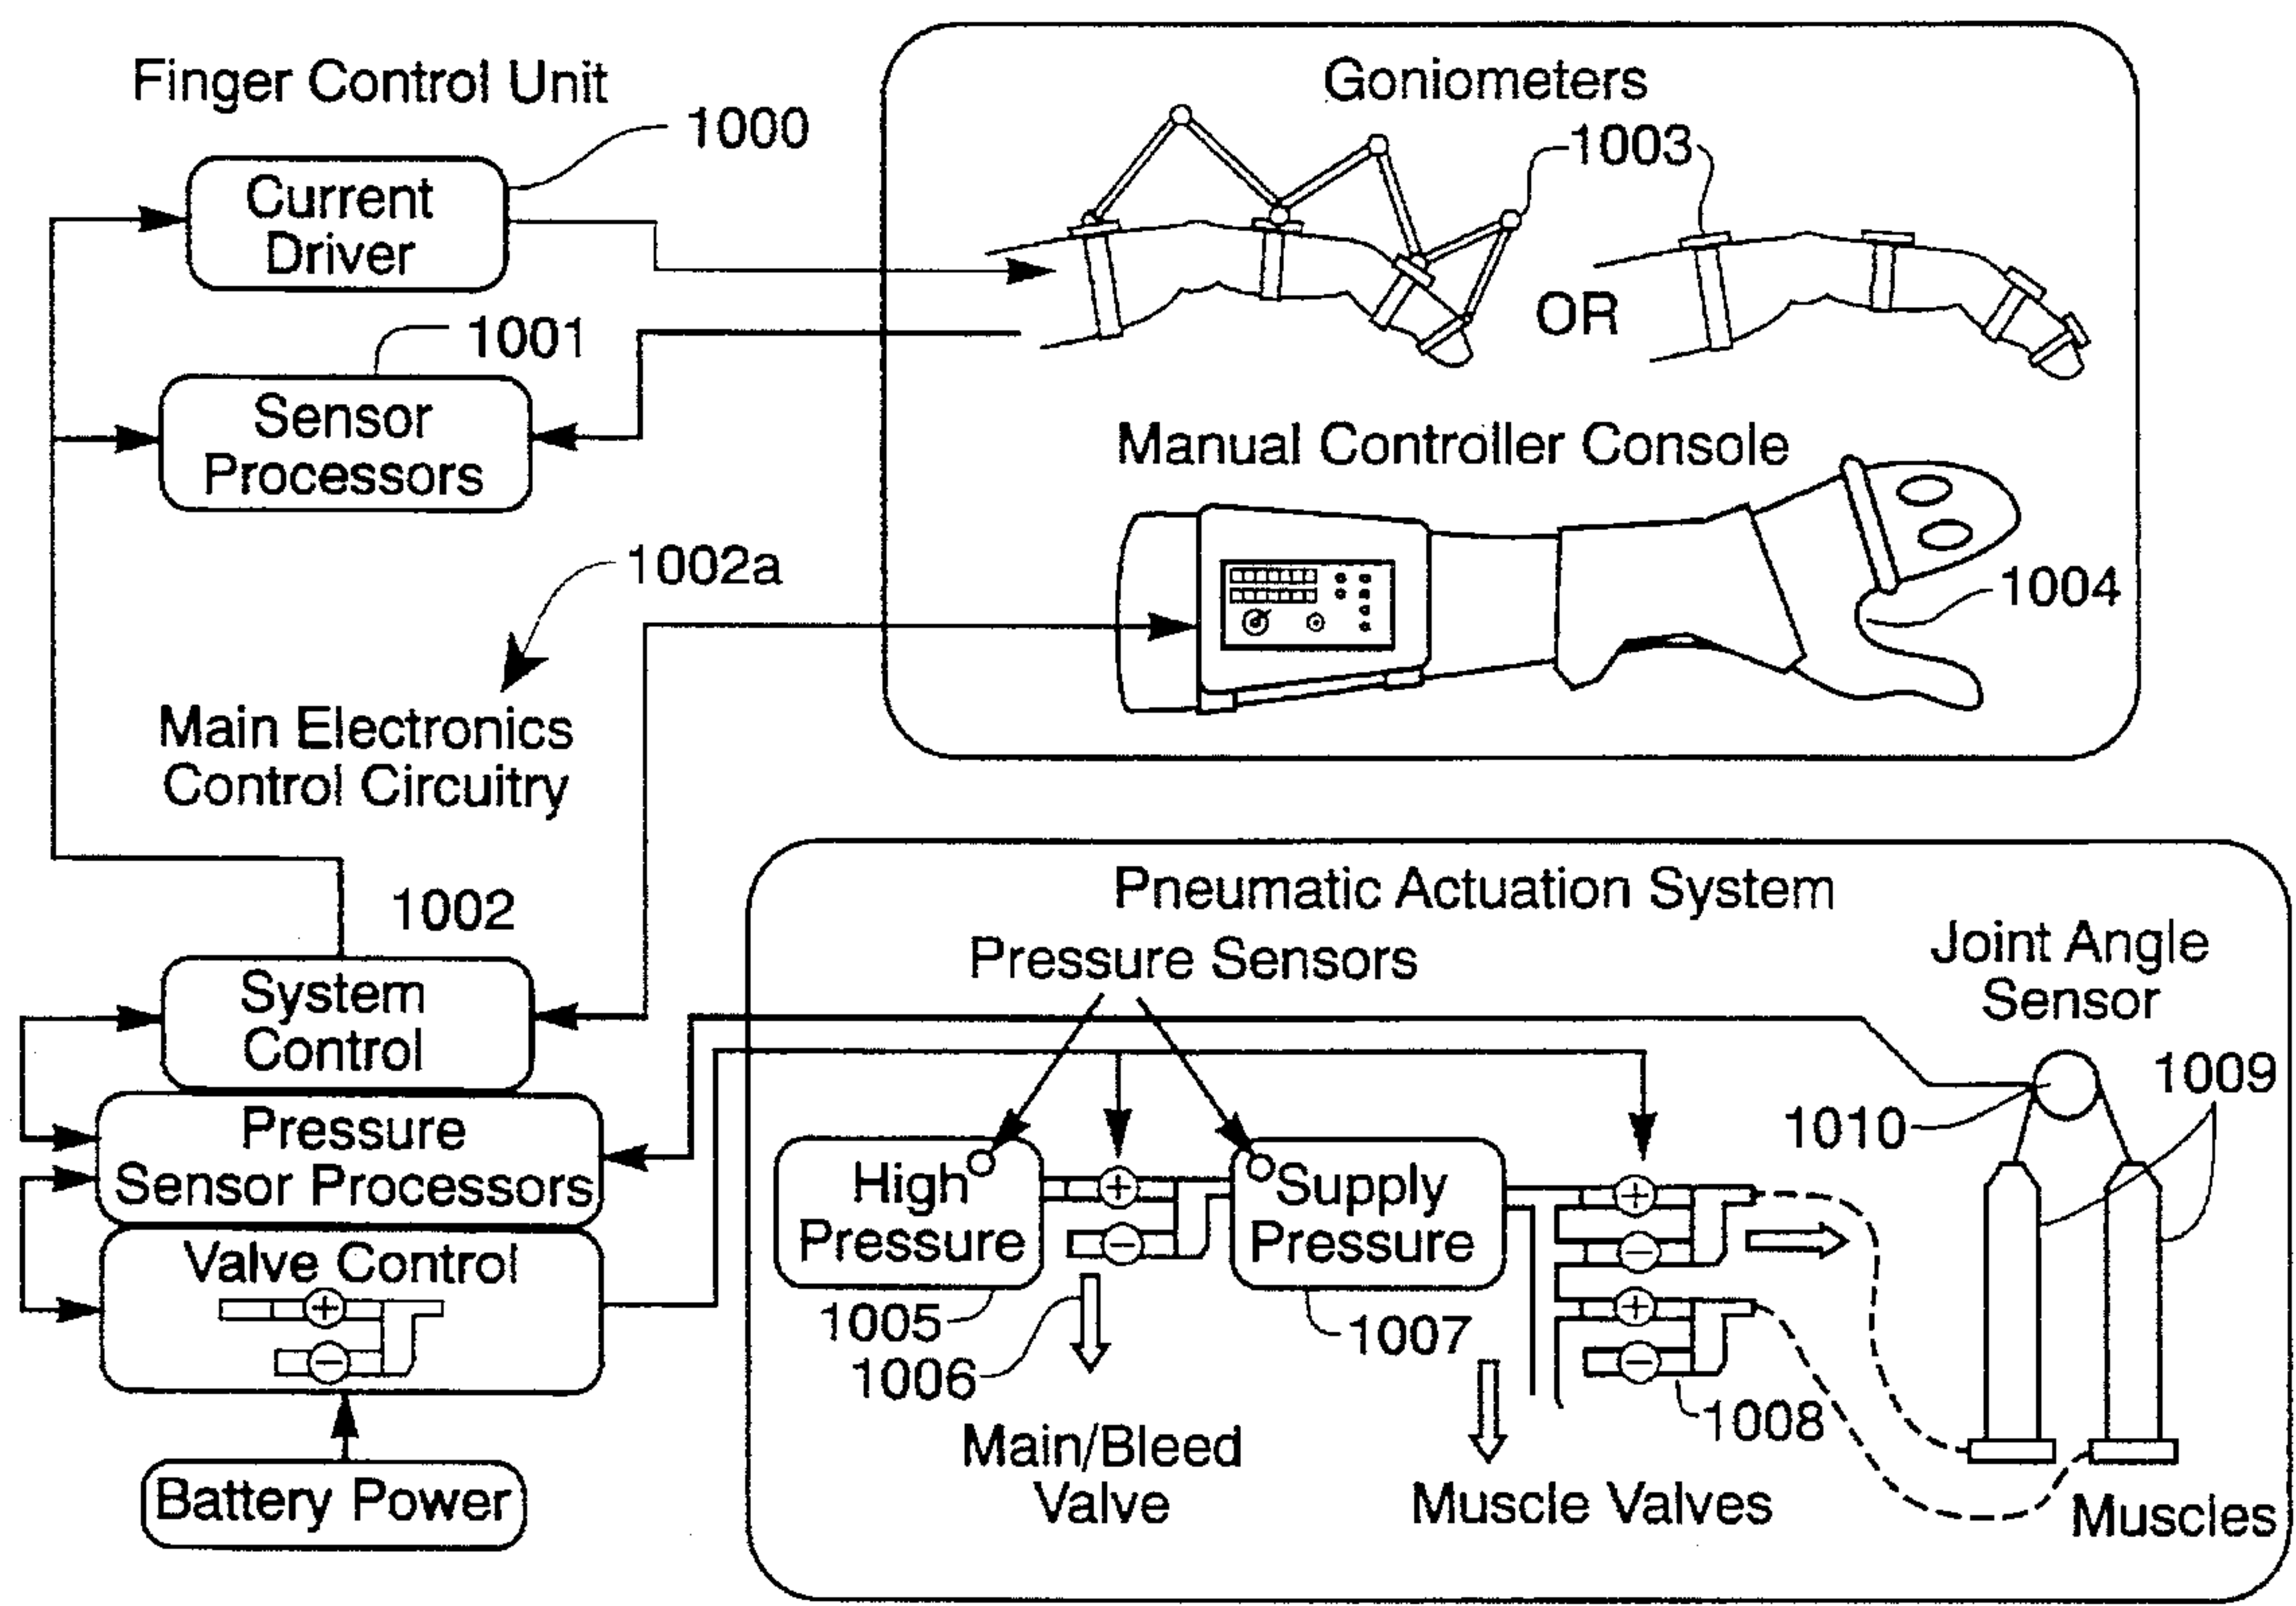 Finger Control Unit
1000
Current
Driver
1001
Sensor
Processors
1002a
Main Electronics
Control Circuitry
1002
System
Control
Pressure
Sensor Processors
Valve Control
+
−
Battery Power
Goniometers
1003
OR
Manual Controller Console
1004
Pneumatic Actuation System
Pressure Sensors
Joint Angle
Sensor
1009
1010
High
Pressure
+
−
Supply
Pressure
+
−
+
−
1005
1006
1007
1008
Main/Bleed
Valve
Muscle Valves
Muscles